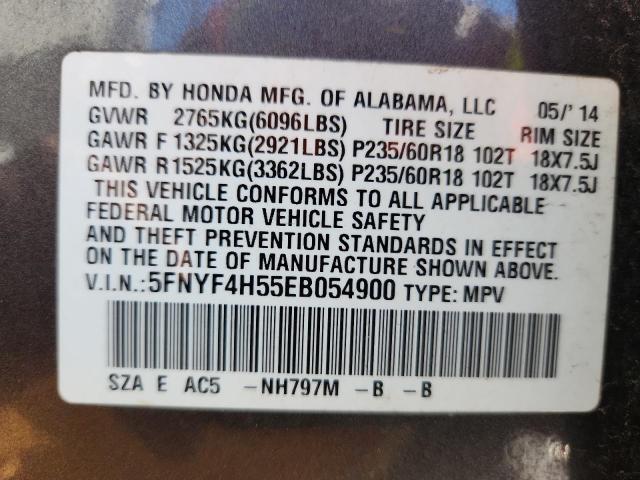 MFD. BY HONDA MFG. OF ALABAMA, LLC 05/'14
GVWR 2765KG(6096LBS) TIRE SIZE RIM SIZE
GAWR F 1325KG(2921LBS) P235/60R18 102T 18X7.5J
GAWR R 1525KG(3362LBS) P235/60R18 102T 18X7.5J
THIS VEHICLE CONFORMS TO ALL APPLICABLE
FEDERAL MOTOR VEHICLE SAFETY
AND THEFT PREVENTION STANDARDS IN EFFECT
ON THE DATE OF MANUFACTURE SHOWN ABOVE.
V.I.N.:5FNYF4H55EB054900 TYPE: MPV
SZA E AC5 -NH797M -B -B